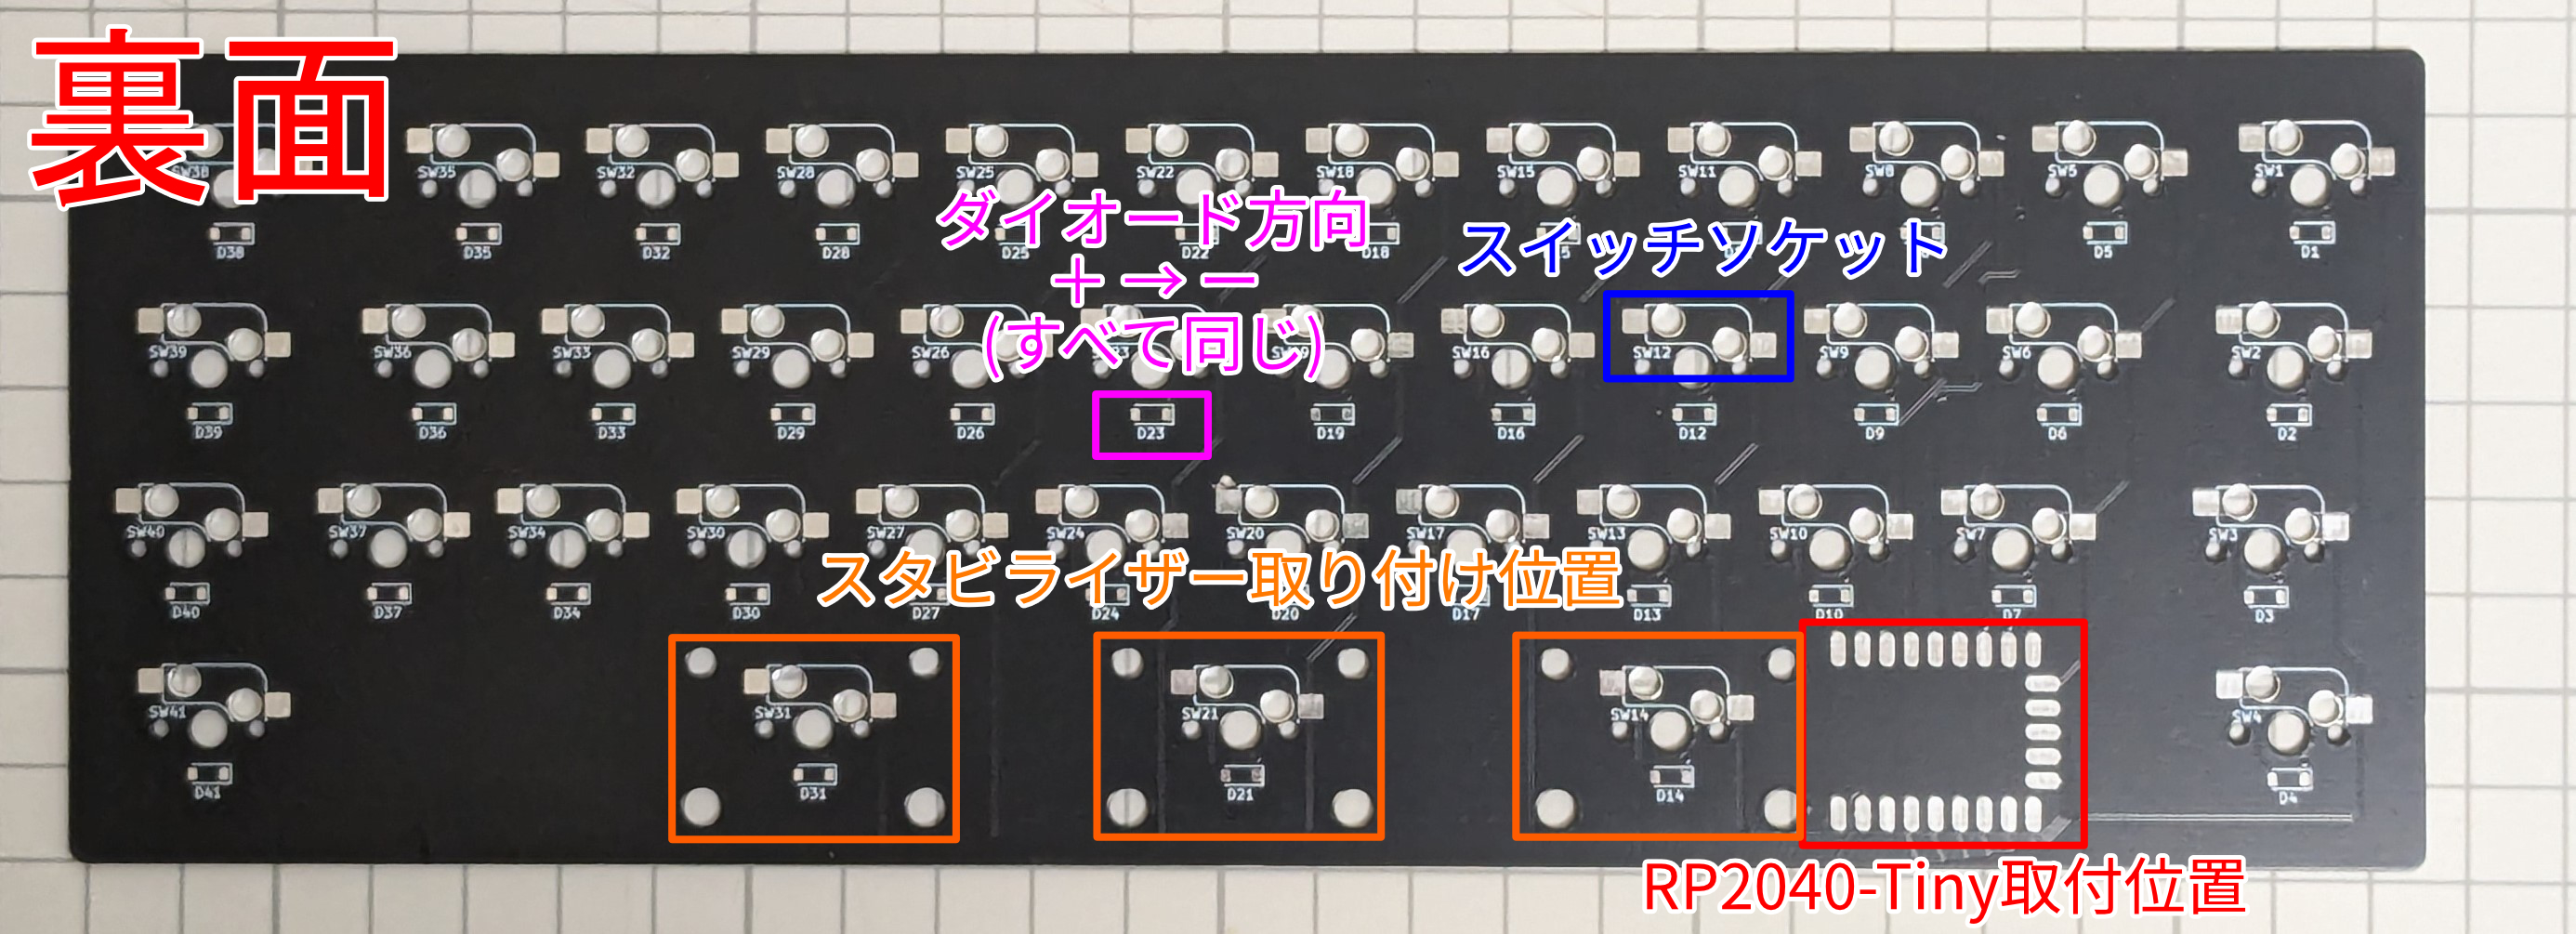 裏面
SW38 SW35 SW32 SW28 SW25 SW22 SW18 SW15 SW11 SW8 SW5 SW1
ダイオード方向
スイッチソケット
D38 D35 D32 D28 D25 D22 D18 D5 D1
＋→ー
(すべて同じ)
SW39 SW36 SW33 SW29 SW26 SW16 SW12 SW9 SW6 SW2
D39 D36 D33 D29 D26 D23 D19 D16 D12 D9 D6 D2
SW40 SW37 SW34 SW30 SW27 SW24 SW20 SW17 SW13 SW10 SW7 SW3
スタビライザー取り付け位置
D40 D37 D34 D30 D27 D24 D20 D17 D13 D10 D7 D3
SW41 SW31 SW21 SW14 SW4
D41 D31 D21 D14 D4
RP2040-Tiny取付位置